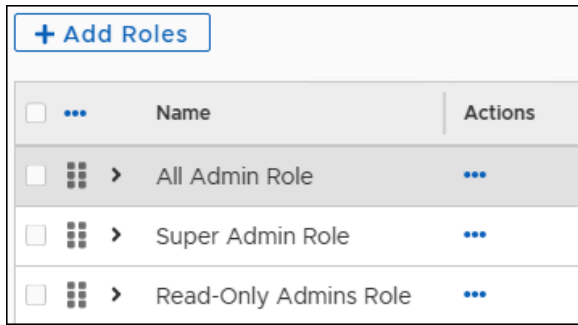 + Add Roles
Name Actions
All Admin Role
Super Admin Role
Read-Only Admins Role